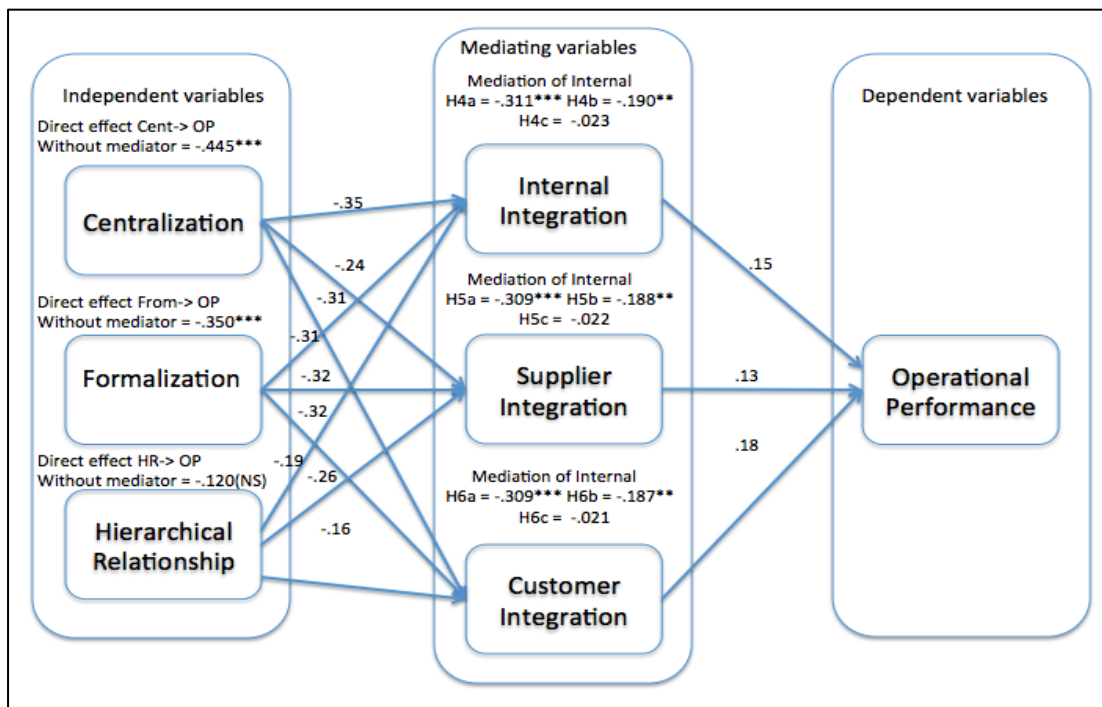 Independent variables
Direct effect Cent-> OP
Without mediator = -.445***
Centralization
Direct effect From-> OP
Without mediator = -.350***
Formalization
Direct effect HR-> OP
Without mediator = -.120(NS)
Hierarchical
Relationship
-.35
-.24
-.31
-.31
-.32
-.32
-.19
-.26
-.16
Mediating variables
Mediation of Internal
H4a = -.311*** H4b = -.190**
H4c = -.023
Internal
Integration
Mediation of Internal
H5a = -.309*** H5b = -.188**
H5c = -.022
Supplier
Integration
Mediation of Internal
H6a = -.309*** H6b = -.187**
H6c = -.021
Customer
Integration
.15
.13
.18
Dependent variables
Operational
Performance